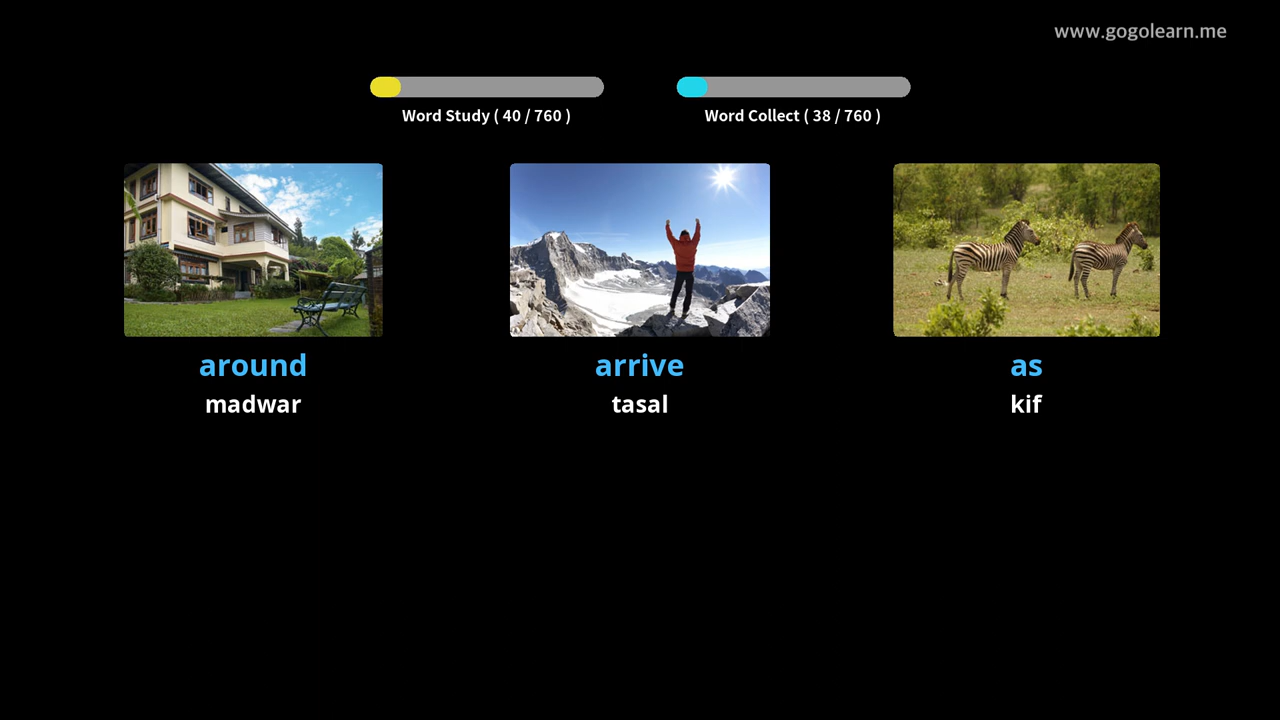 www.gogolearn.me
Word Study ( 40 / 760 )
Word Collect ( 38 / 760 )
around
madwar
arrive
tasal
as
kif